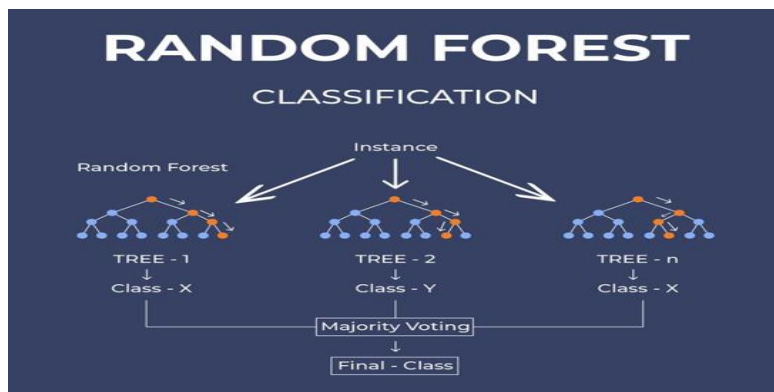 RANDOM FOREST
CLASSIFICATION
Instance
Random Forest
TREE - 1
TREE - 2
TREE - n
Class - X
Class - Y
Class - X
Majority Voting
Final - Class